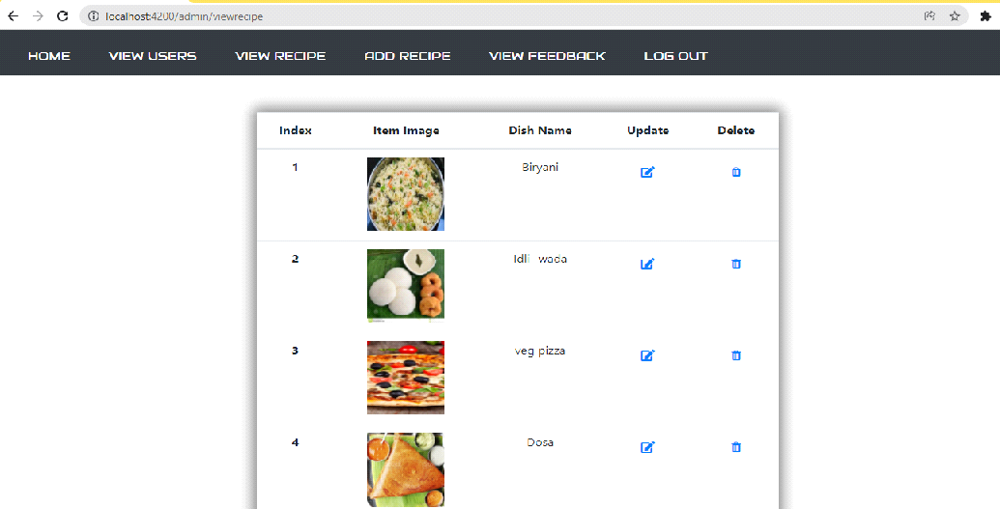 localhost:4200/admin/viewrecipe
HOME VIEW USERS VIEW RECIPE ADD RECIPE VIEW FEEDBACK LOG OUT
Index Item Image Dish Name Update Delete
1 Biryani
2 Idli wada
3 veg pizza
4 Dosa